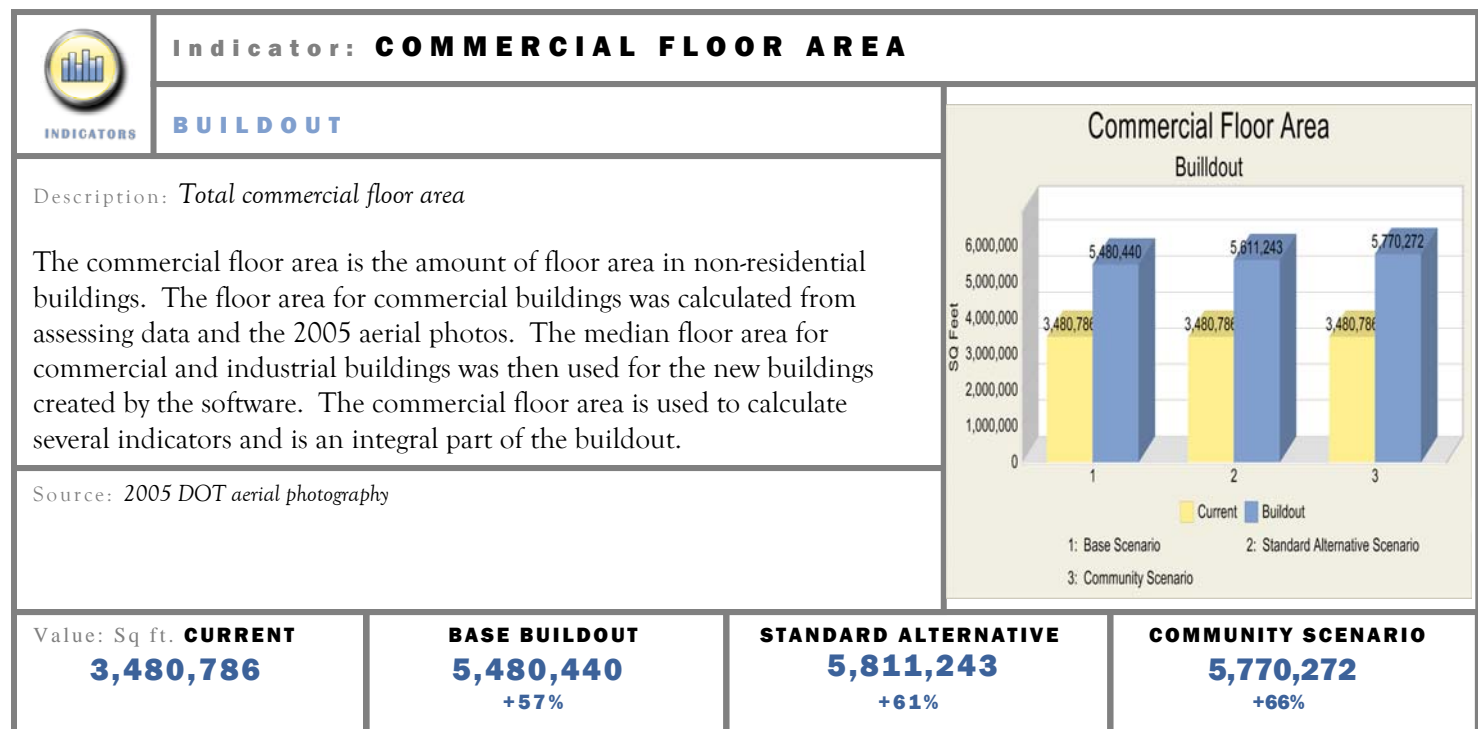 Indicator: COMMERCIAL FLOOR AREA
INDICATORS
BUILDOUT
Description: Total commercial floor area
The commercial floor area is the amount of floor area in non-residential
buildings. The floor area for commercial buildings was calculated from
assessing data and the 2005 aerial photos. The median floor area for
commercial and industrial buildings was then used for the new buildings
created by the software. The commercial floor area is used to calculate
several indicators and is an integral part of the buildout.
Source: 2005 DOT aerial photography
Commercial Floor Area
Builldout
SQ Feet
6,000,000
5,000,000
4,000,000
3,000,000
2,000,000
1,000,000
0
3,480,786
5,480,440
3,480,786
5,611,243
3,480,786
5,770,272
1 2 3
Current Buildout
1: Base Scenario 2: Standard Alternative Scenario
3: Community Scenario
Value: Sq ft. CURRENT
3,480,786
BASE BUILDOUT
5,480,440
+57%
STANDARD ALTERNATIVE
5,811,243
+61%
COMMUNITY SCENARIO
5,770,272
+66%